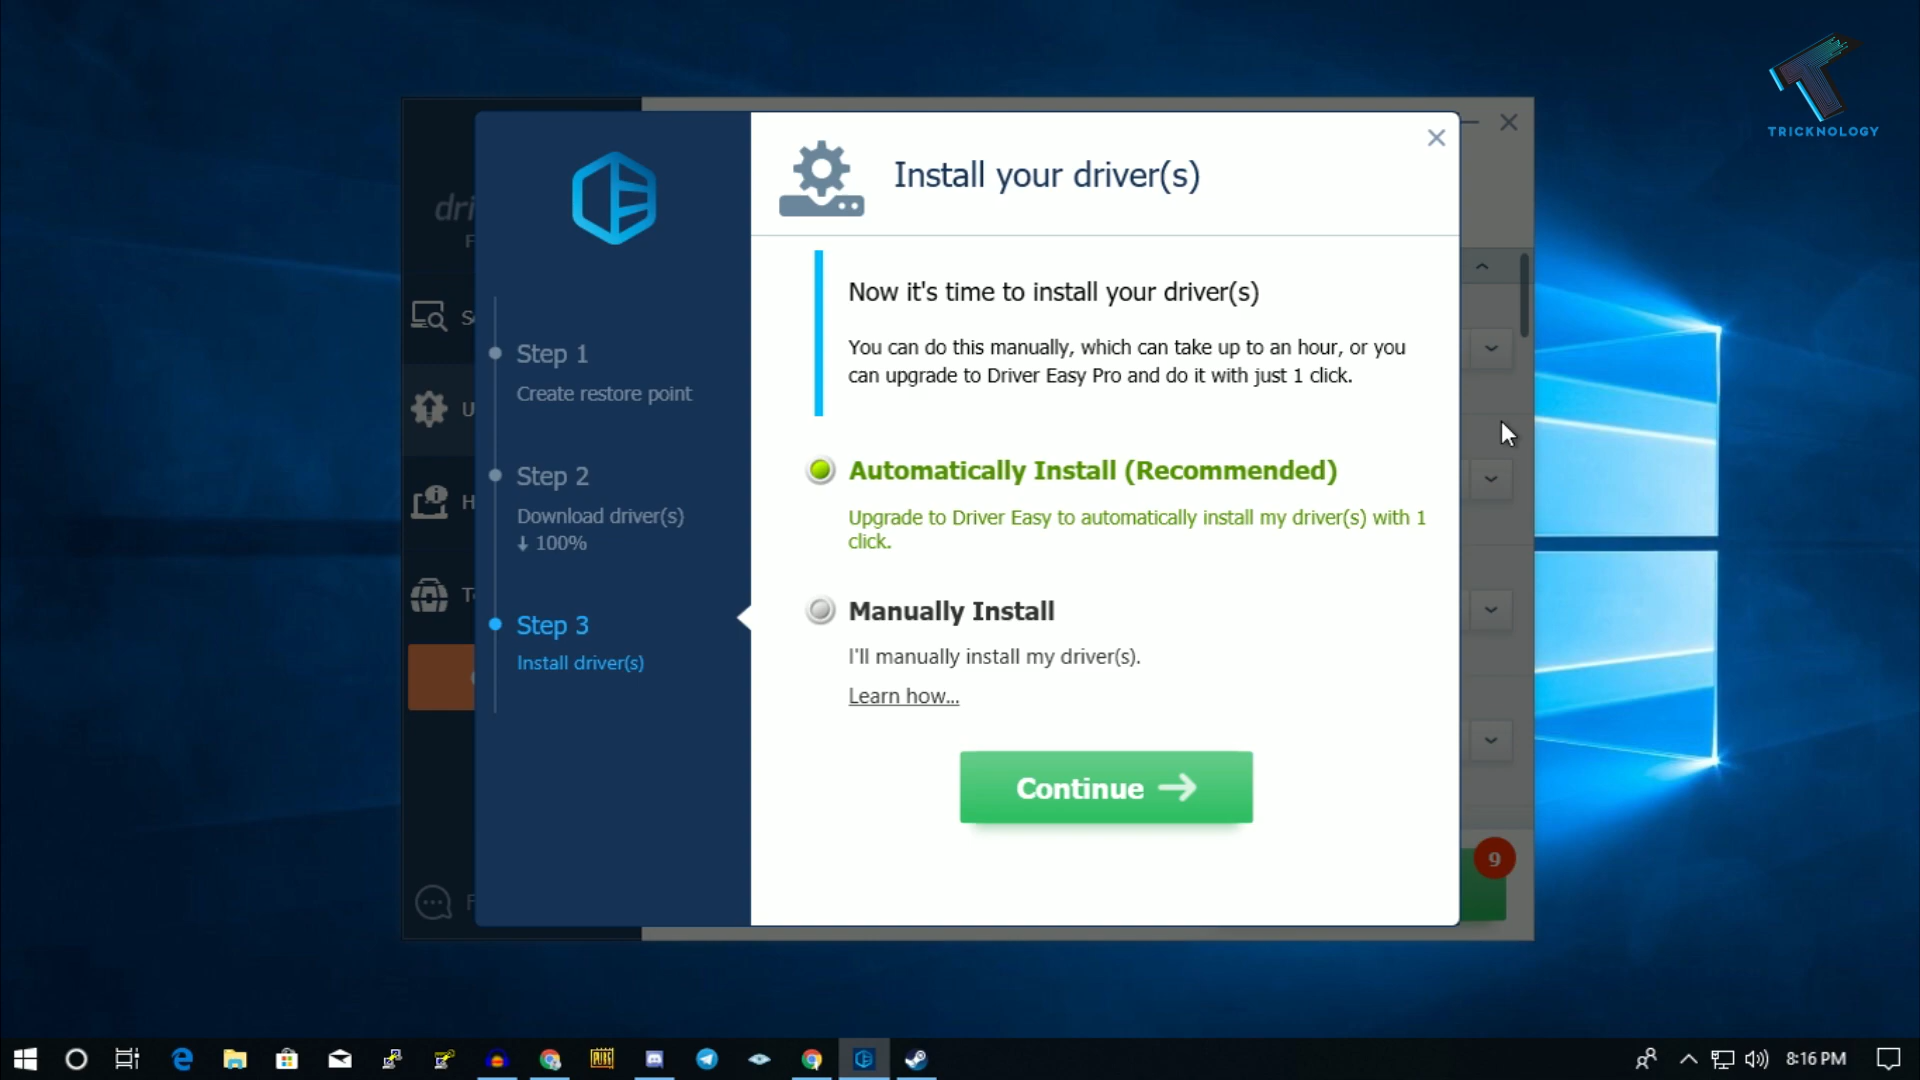 TRICKNOLOGY
dri
F
S
U
H
T
F
Step 1
Create restore point
Step 2
Download driver(s)
↓ 100%
Step 3
Install driver(s)
Install your driver(s)
Now it's time to install your driver(s)
You can do this manually, which can take up to an hour, or you
can upgrade to Driver Easy Pro and do it with just 1 click.
Automatically Install (Recommended)
Upgrade to Driver Easy to automatically install my driver(s) with 1
click.
Manually Install
I'll manually install my driver(s).
Learn how...
Continue
9
PUBG
8:16 PM